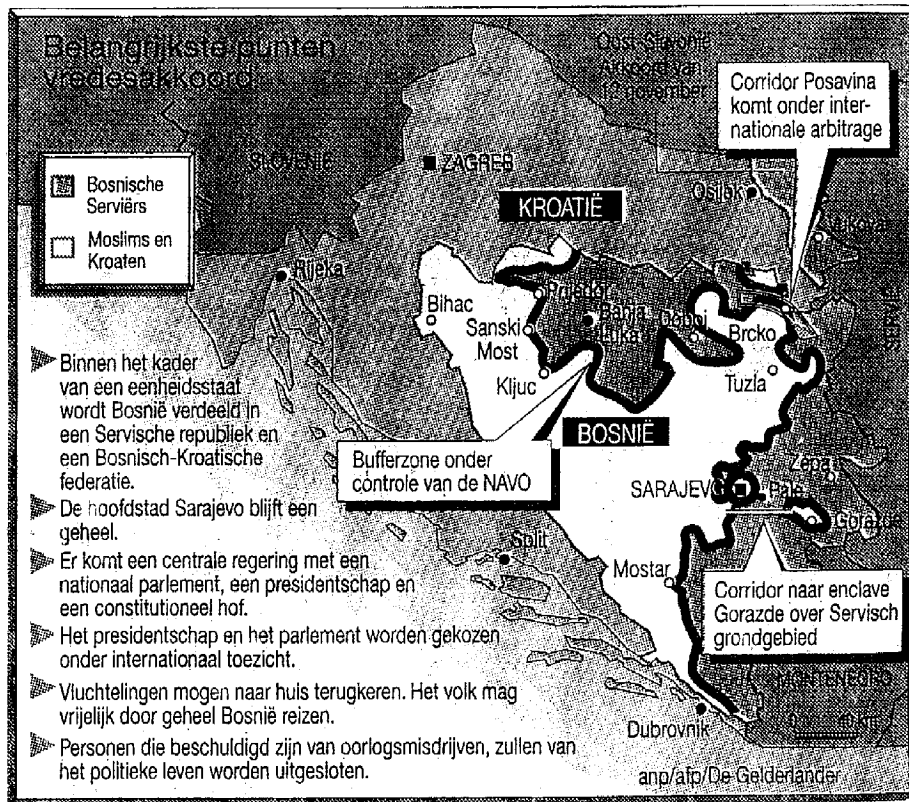 Belangrijkste punten
vredesakkoord
Oost-Slavonië
Akkoord van
12 november
Corridor Posavina
komt onder inter-
nationale arbitrage
SLOVENIË
ZAGREB
Bosnische
Serviërs
Moslims en
Kroaten
Osijek
KROATIË
Rijeka
Bihac
Prijedor
Banja
Luka
Doboj
Sanski
Most
Brcko
Kljuc
Tuzla
BOSNIË
Bufferzone onder
controle van de NAVO
Zepa
SARAJEVO
Pale
Gorazde
Split
Mostar
Corridor naar enclave
Gorazde over Servisch
grondgebied
MONTENEGRO
Dubrovnik
Binnen het kader
van een eenheidsstaat
wordt Bosnië verdeeld in
een Servische republiek en
een Bosnisch-Kroatische
federatie.
De hoofdstad Sarajevo blijft een
geheel.
Er komt een centrale regering met een
nationaal parlement, een presidentschap en
een constitutioneel hof.
Het presidentschap en het parlement worden gekozen
onder internationaal toezicht.
Vluchtelingen mogen naar huis terugkeren. Het volk mag
vrijelijk door geheel Bosnië reizen.
Personen die beschuldigd zijn van oorlogsmisdrijven, zullen van
het politieke leven worden uitgesloten.
anp/afp/De Gelderlander